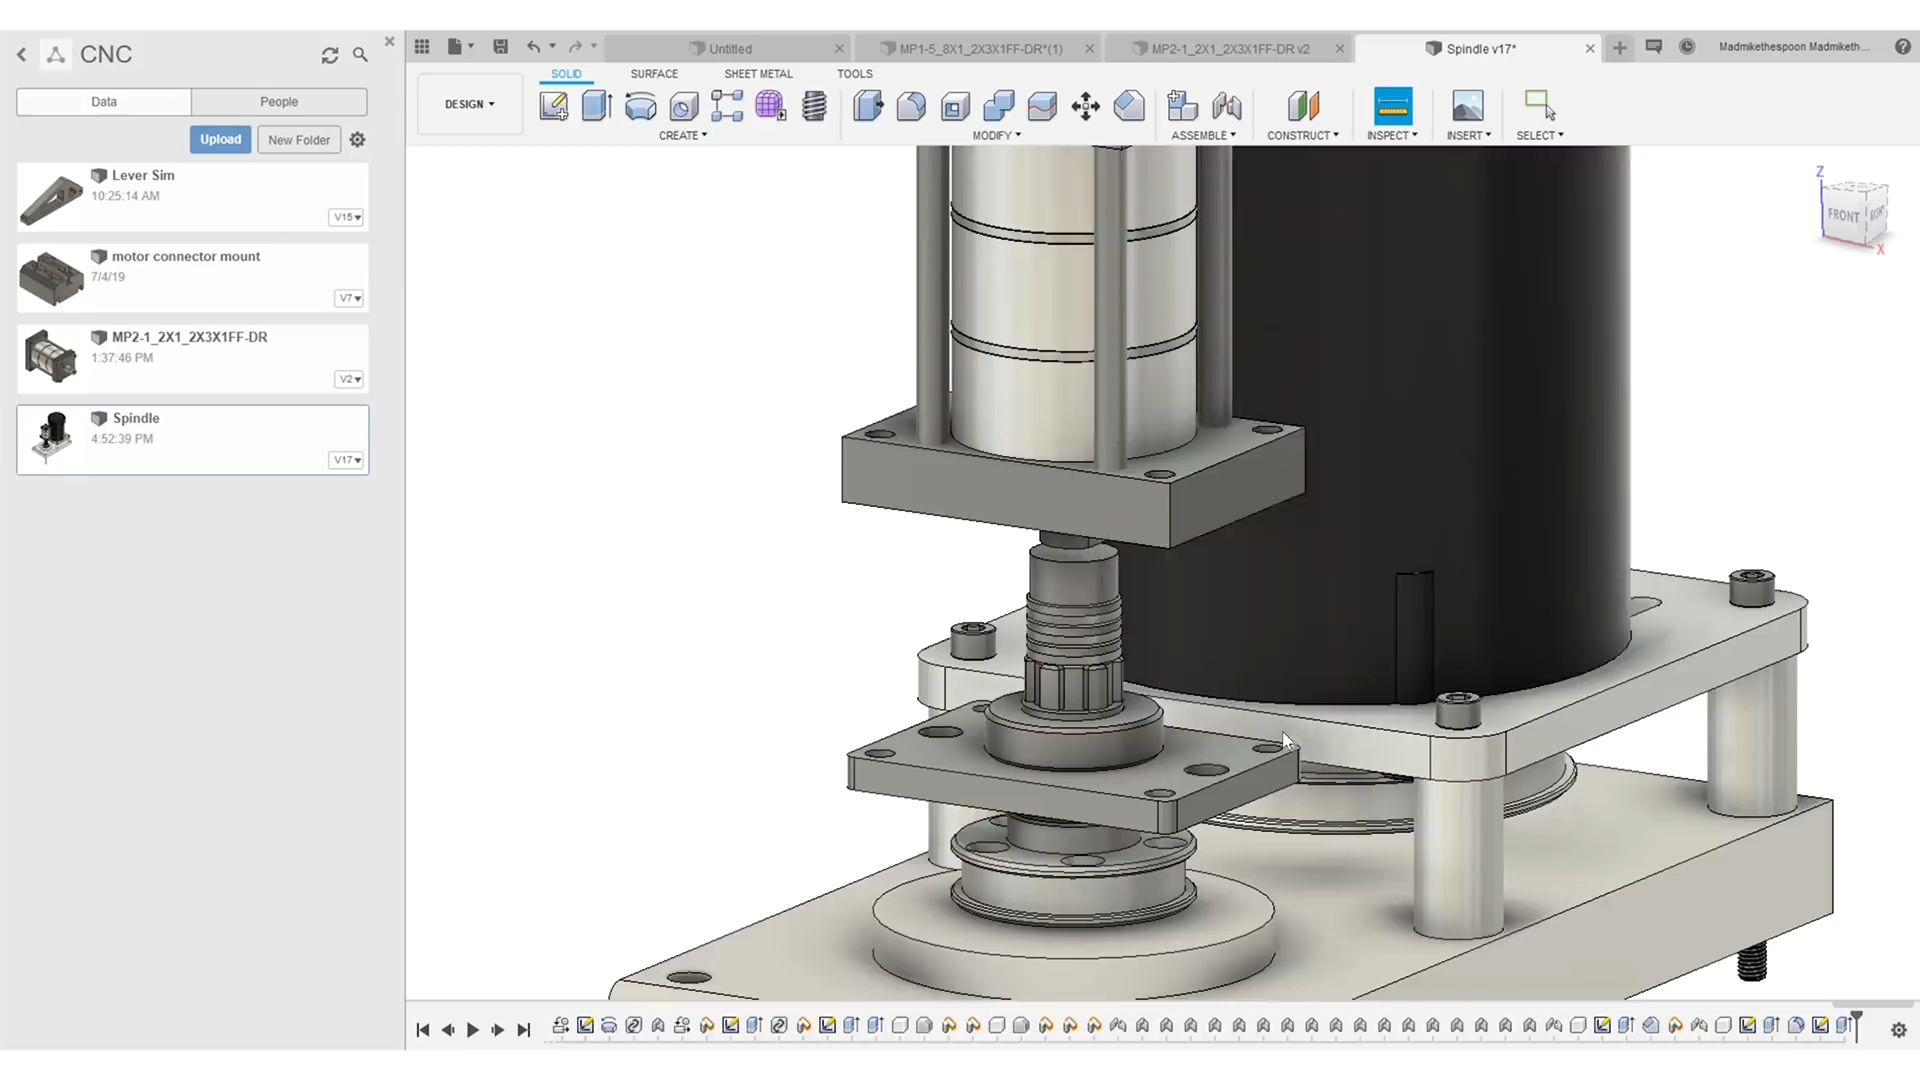 CNC
Untitled
MP1-5_8X1_2X3X1FF-DR*(1)
MP2-1_2X1_2X3X1FF-DR v2
Spindle v17*
Madmikethespoon Madmiketh...
Data
People
SOLID
SURFACE
SHEET METAL
TOOLS
DESIGN
Upload
New Folder
CREATE
MODIFY
ASSEMBLE
CONSTRUCT
INSPECT
INSERT
SELECT
Lever Sim
10:25:14 AM
V15
motor connector mount
7/4/19
V7
MP2-1_2X1_2X3X1FF-DR
1:37:46 PM
V2
Spindle
4:52:39 PM
V17
Z
FRONT
X